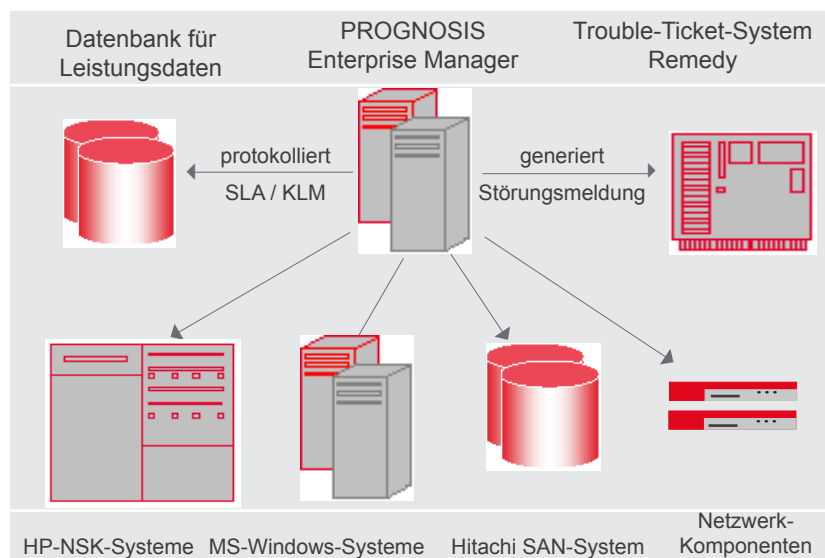 Datenbank für
Leistungsdaten
PROGNOSIS
Enterprise Manager
Trouble-Ticket-System
Remedy
protokolliert
SLA / KLM
generiert
Störungsmeldung
HP-NSK-Systeme
MS-Windows-Systeme
Hitachi SAN-System
Netzwerk-
Komponenten